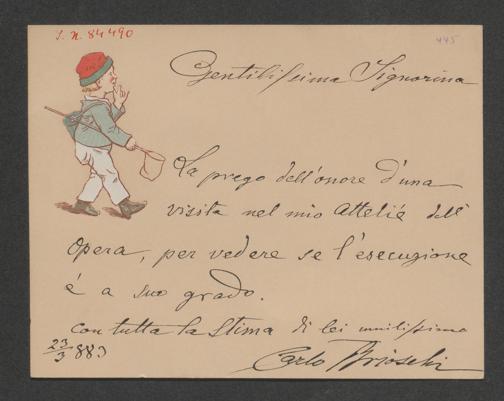 I. N. 84490
445
Gentilissima Signorina
La prego dell'onore d'una
visita nel mio Attelié dell'
Opera, per vedere se l'esecuzione
é a suo grado.
con tutta la Stima di lei umilissimo
23/3 883
Carlo Brioschi